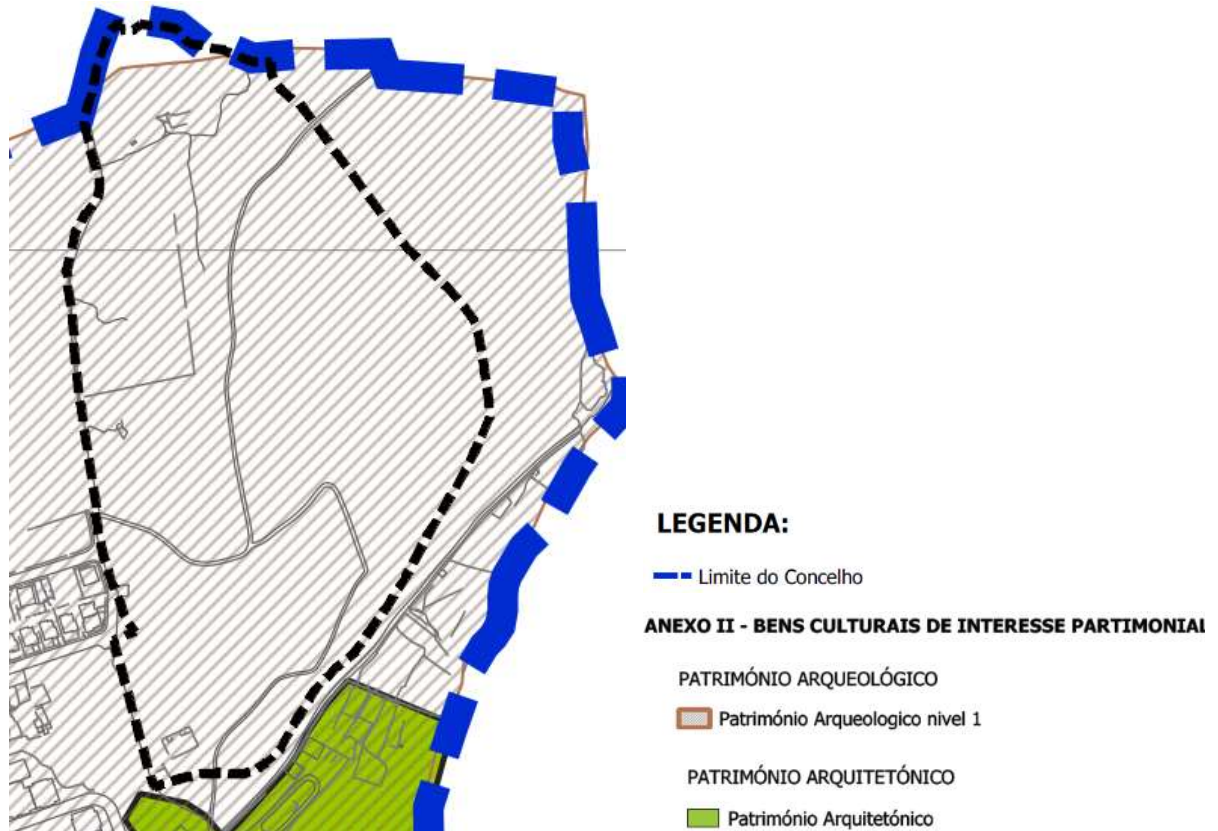 LEGENDA:
Limite do Concelho
ANEXO II - BENS CULTURAIS DE INTERESSE PARTIMONIAL
PATRIMÓNIO ARQUEOLÓGICO
Património Arqueologico nivel 1
PATRIMÓNIO ARQUITETÓNICO
Património Arquitetónico